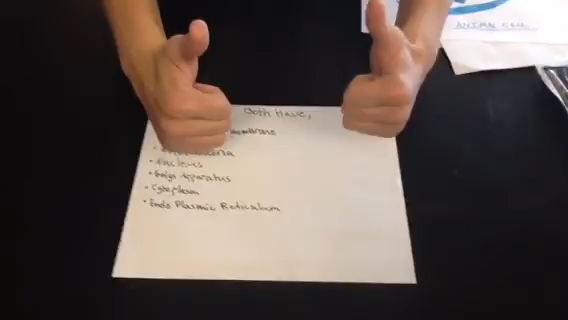 ANIMAL CELL
Both Have,
membrane
• Nucleus
• Golgi Apparatus
• Cytoplasm
• Endo Plasmic Reticulum